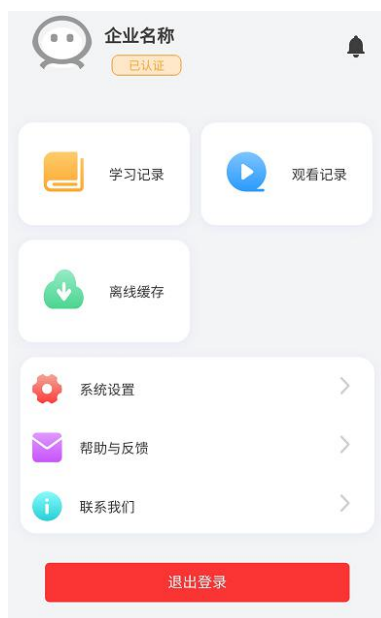 企业名称
已认证
学习记录
观看记录
离线缓存
系统设置
帮助与反馈
联系我们
退出登录